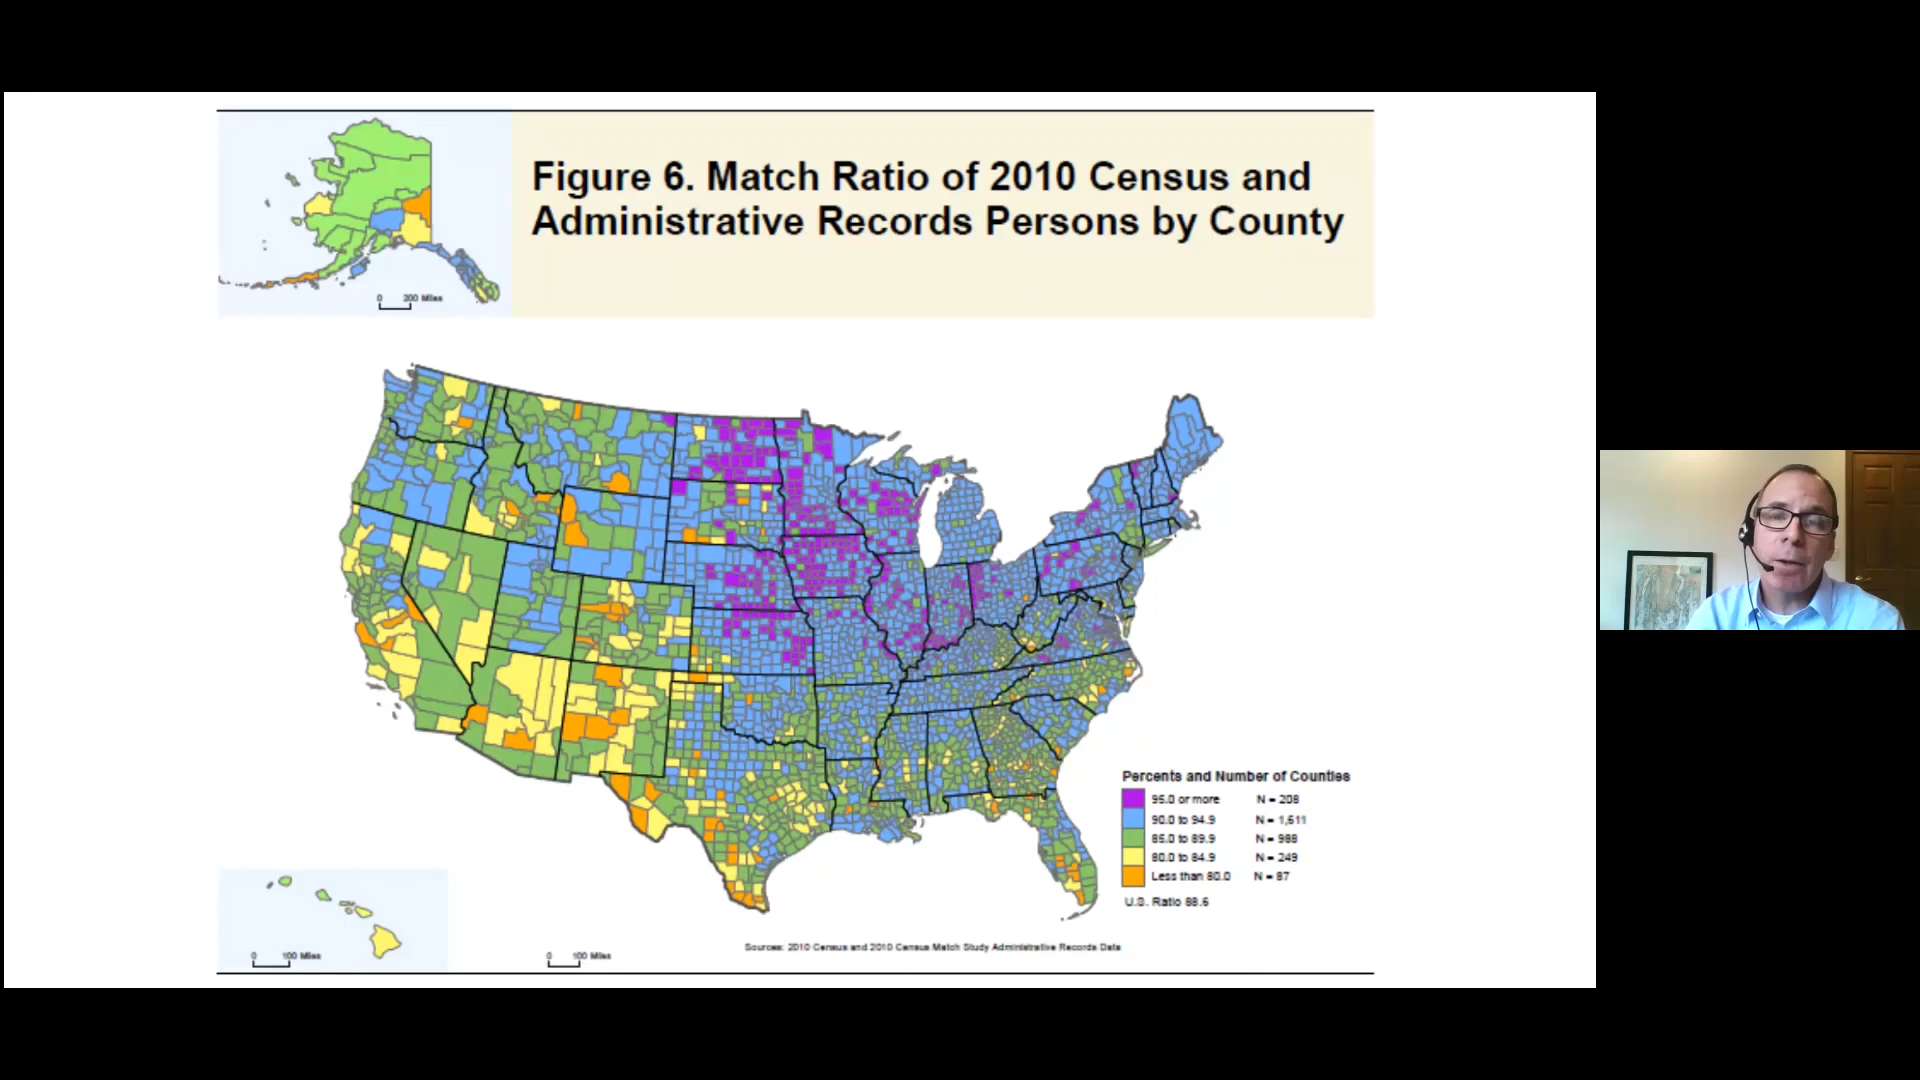 Figure 6. Match Ratio of 2010 Census and
Administrative Records Persons by County
0 200 Miles
Percents and Number of Counties
95.0 or more N = 208
90.0 to 94.9 N = 1,611
85.0 to 89.9 N = 988
80.0 to 84.9 N = 249
Less than 80.0 N = 87
U.S. Ratio 88.6
Sources: 2010 Census and 2010 Census Match Study Administrative Records Data
0 100 Miles
0 100 Miles